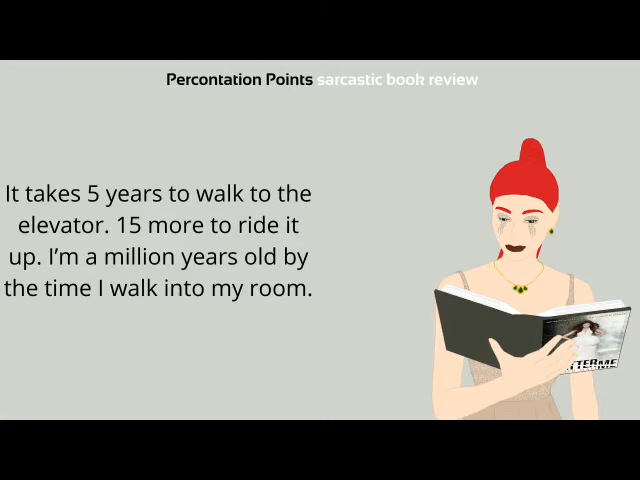 Percontation Points sarcastic book review
It takes 5 years to walk to the
elevator. 15 more to ride it
up. I’m a million years old by
the time I walk into my room.